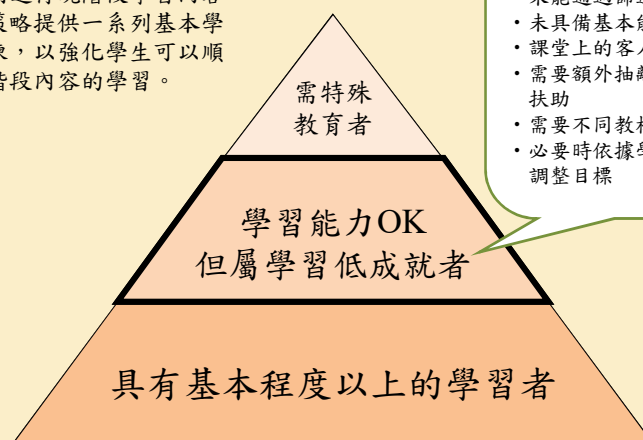 策略提供一系列基本學
，以強化學生可以順
階段內容的學習。
・未具備基本
・課堂上的客
・需要額外抽
扶助
・需要不同教
・必要時依據
調整目標
需特殊
教育者
學習能力OK
但屬學習低成就者
具有基本程度以上的學習者